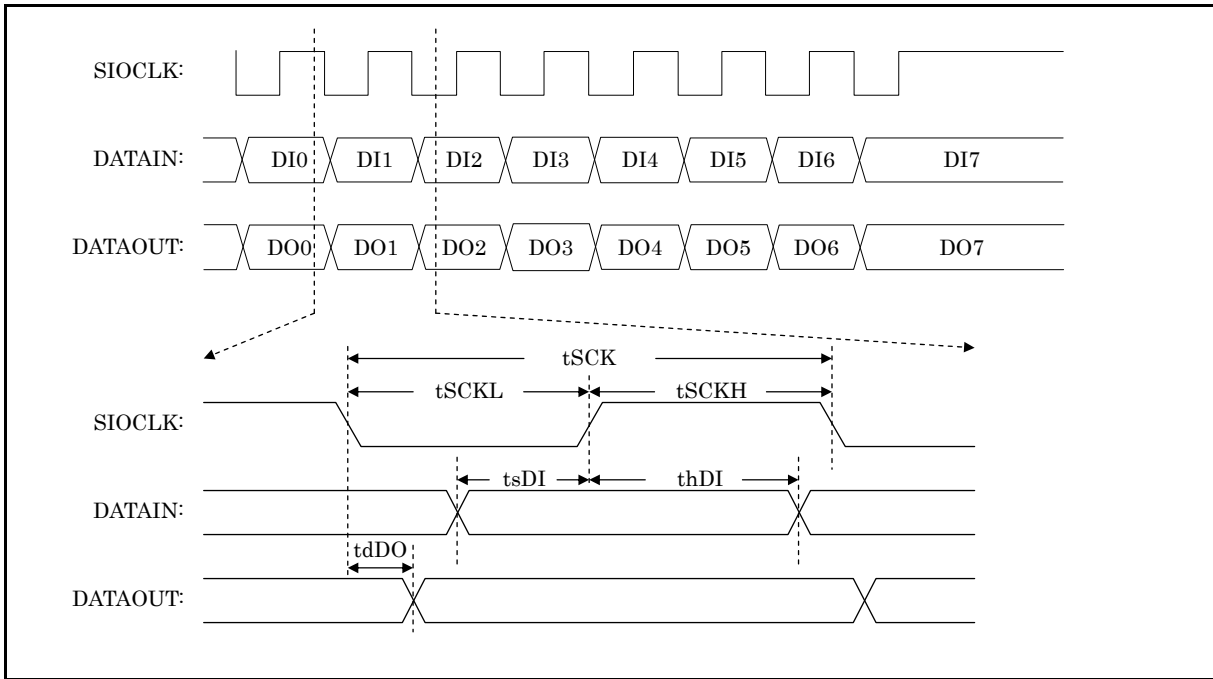 SIOCLK:
DATAIN: DI0 DI1 DI2 DI3 DI4 DI5 DI6 DI7
DATAOUT: DO0 DO1 DO2 DO3 DO4 DO5 DO6 DO7
tSCK
tSCKL tSCKH
SIOCLK:
tsDI thDI
DATAIN:
tdDO
DATAOUT: